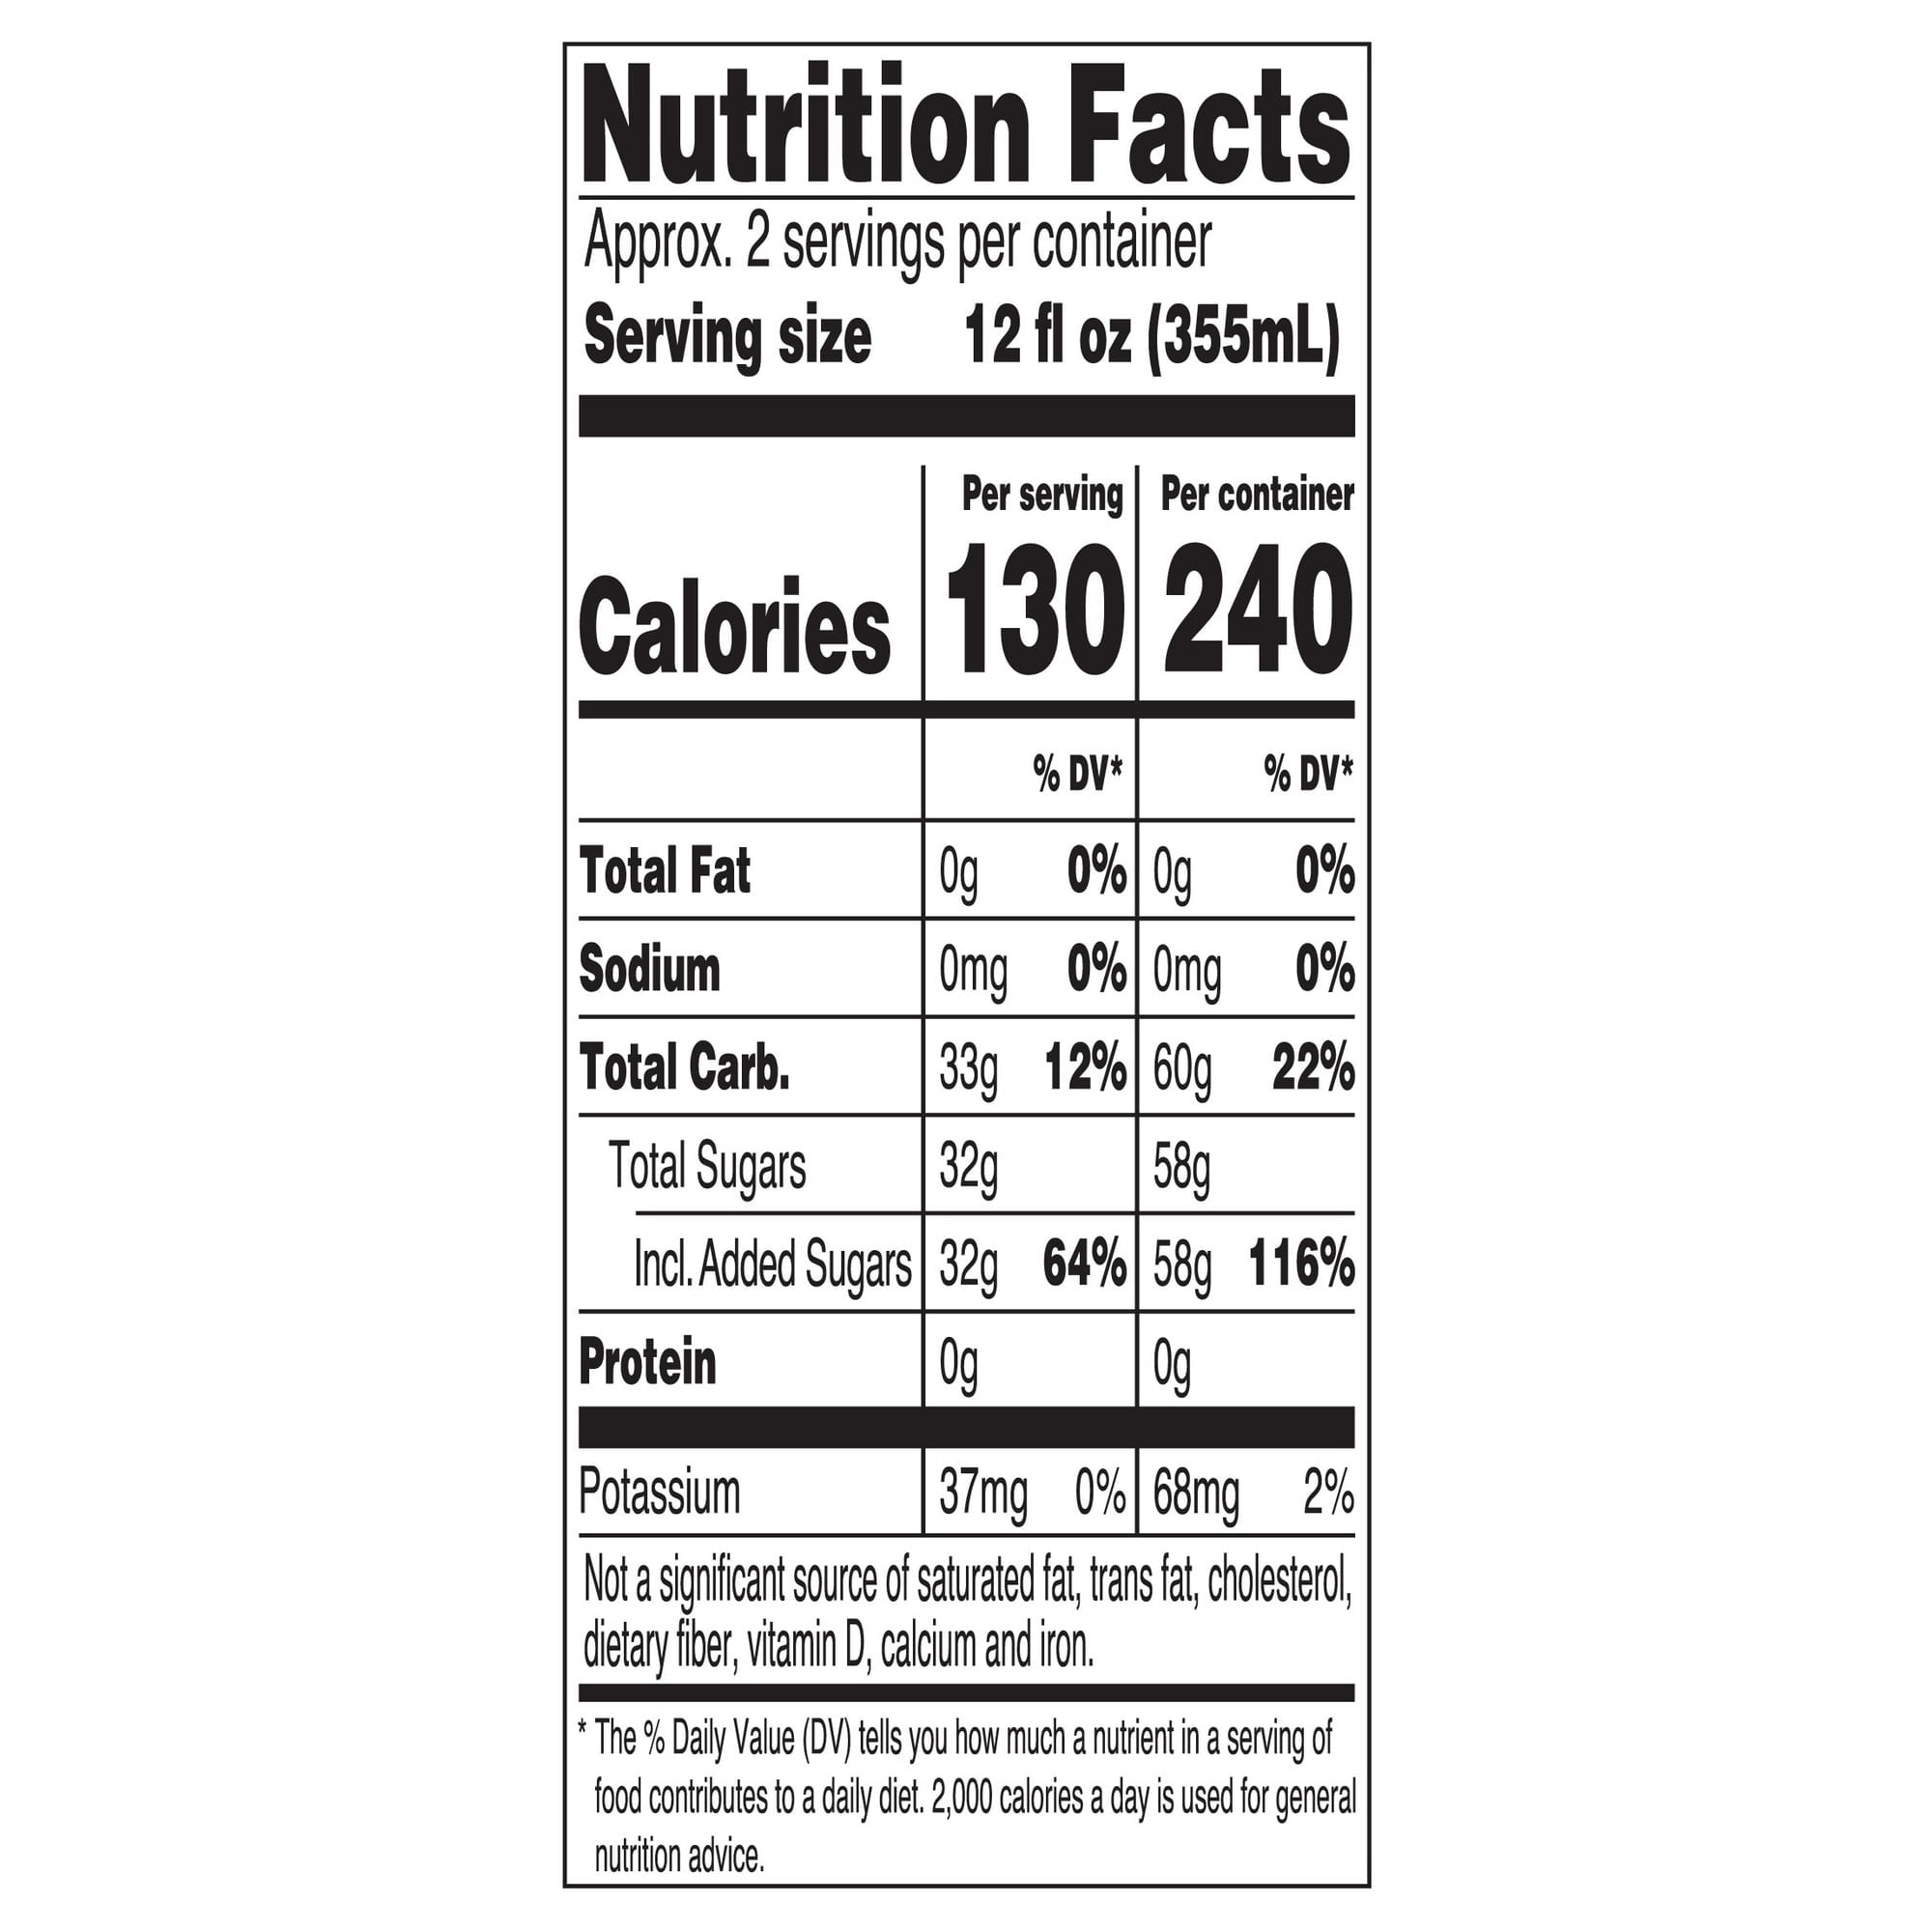 Nutrition Facts
Approx. 2 servings per container
Serving size 12 fl oz (355mL)
Per serving Per container
Calories 130 240
% DV* % DV*
Total Fat 0g 0% 0g 0%
Sodium 0mg 0% 0mg 0%
Total Carb. 33g 12% 60g 22%
Total Sugars 32g 58g
Incl. Added Sugars 32g 64% 58g 116%
Protein 0g 0g
Potassium 37mg 0% 68mg 2%
Not a significant source of saturated fat, trans fat, cholesterol,
dietary fiber, vitamin D, calcium and iron.
* The % Daily Value (DV) tells you how much a nutrient in a serving of
food contributes to a daily diet. 2,000 calories a day is used for general
nutrition advice.